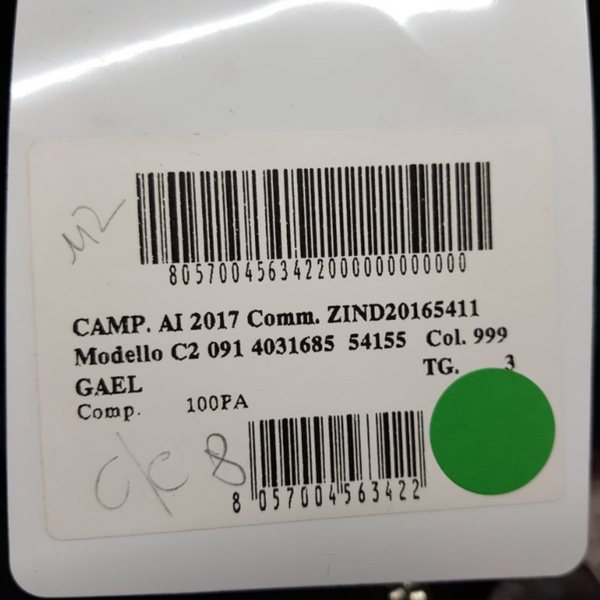 M2
8057004563422000000000000
CAMP. AI 2017 Comm. ZIND20165411
Modello C2 091 4031685 54155 Col. 999
GAEL TG. 3
Comp. 100PA
C/C 8
8 057004 563422